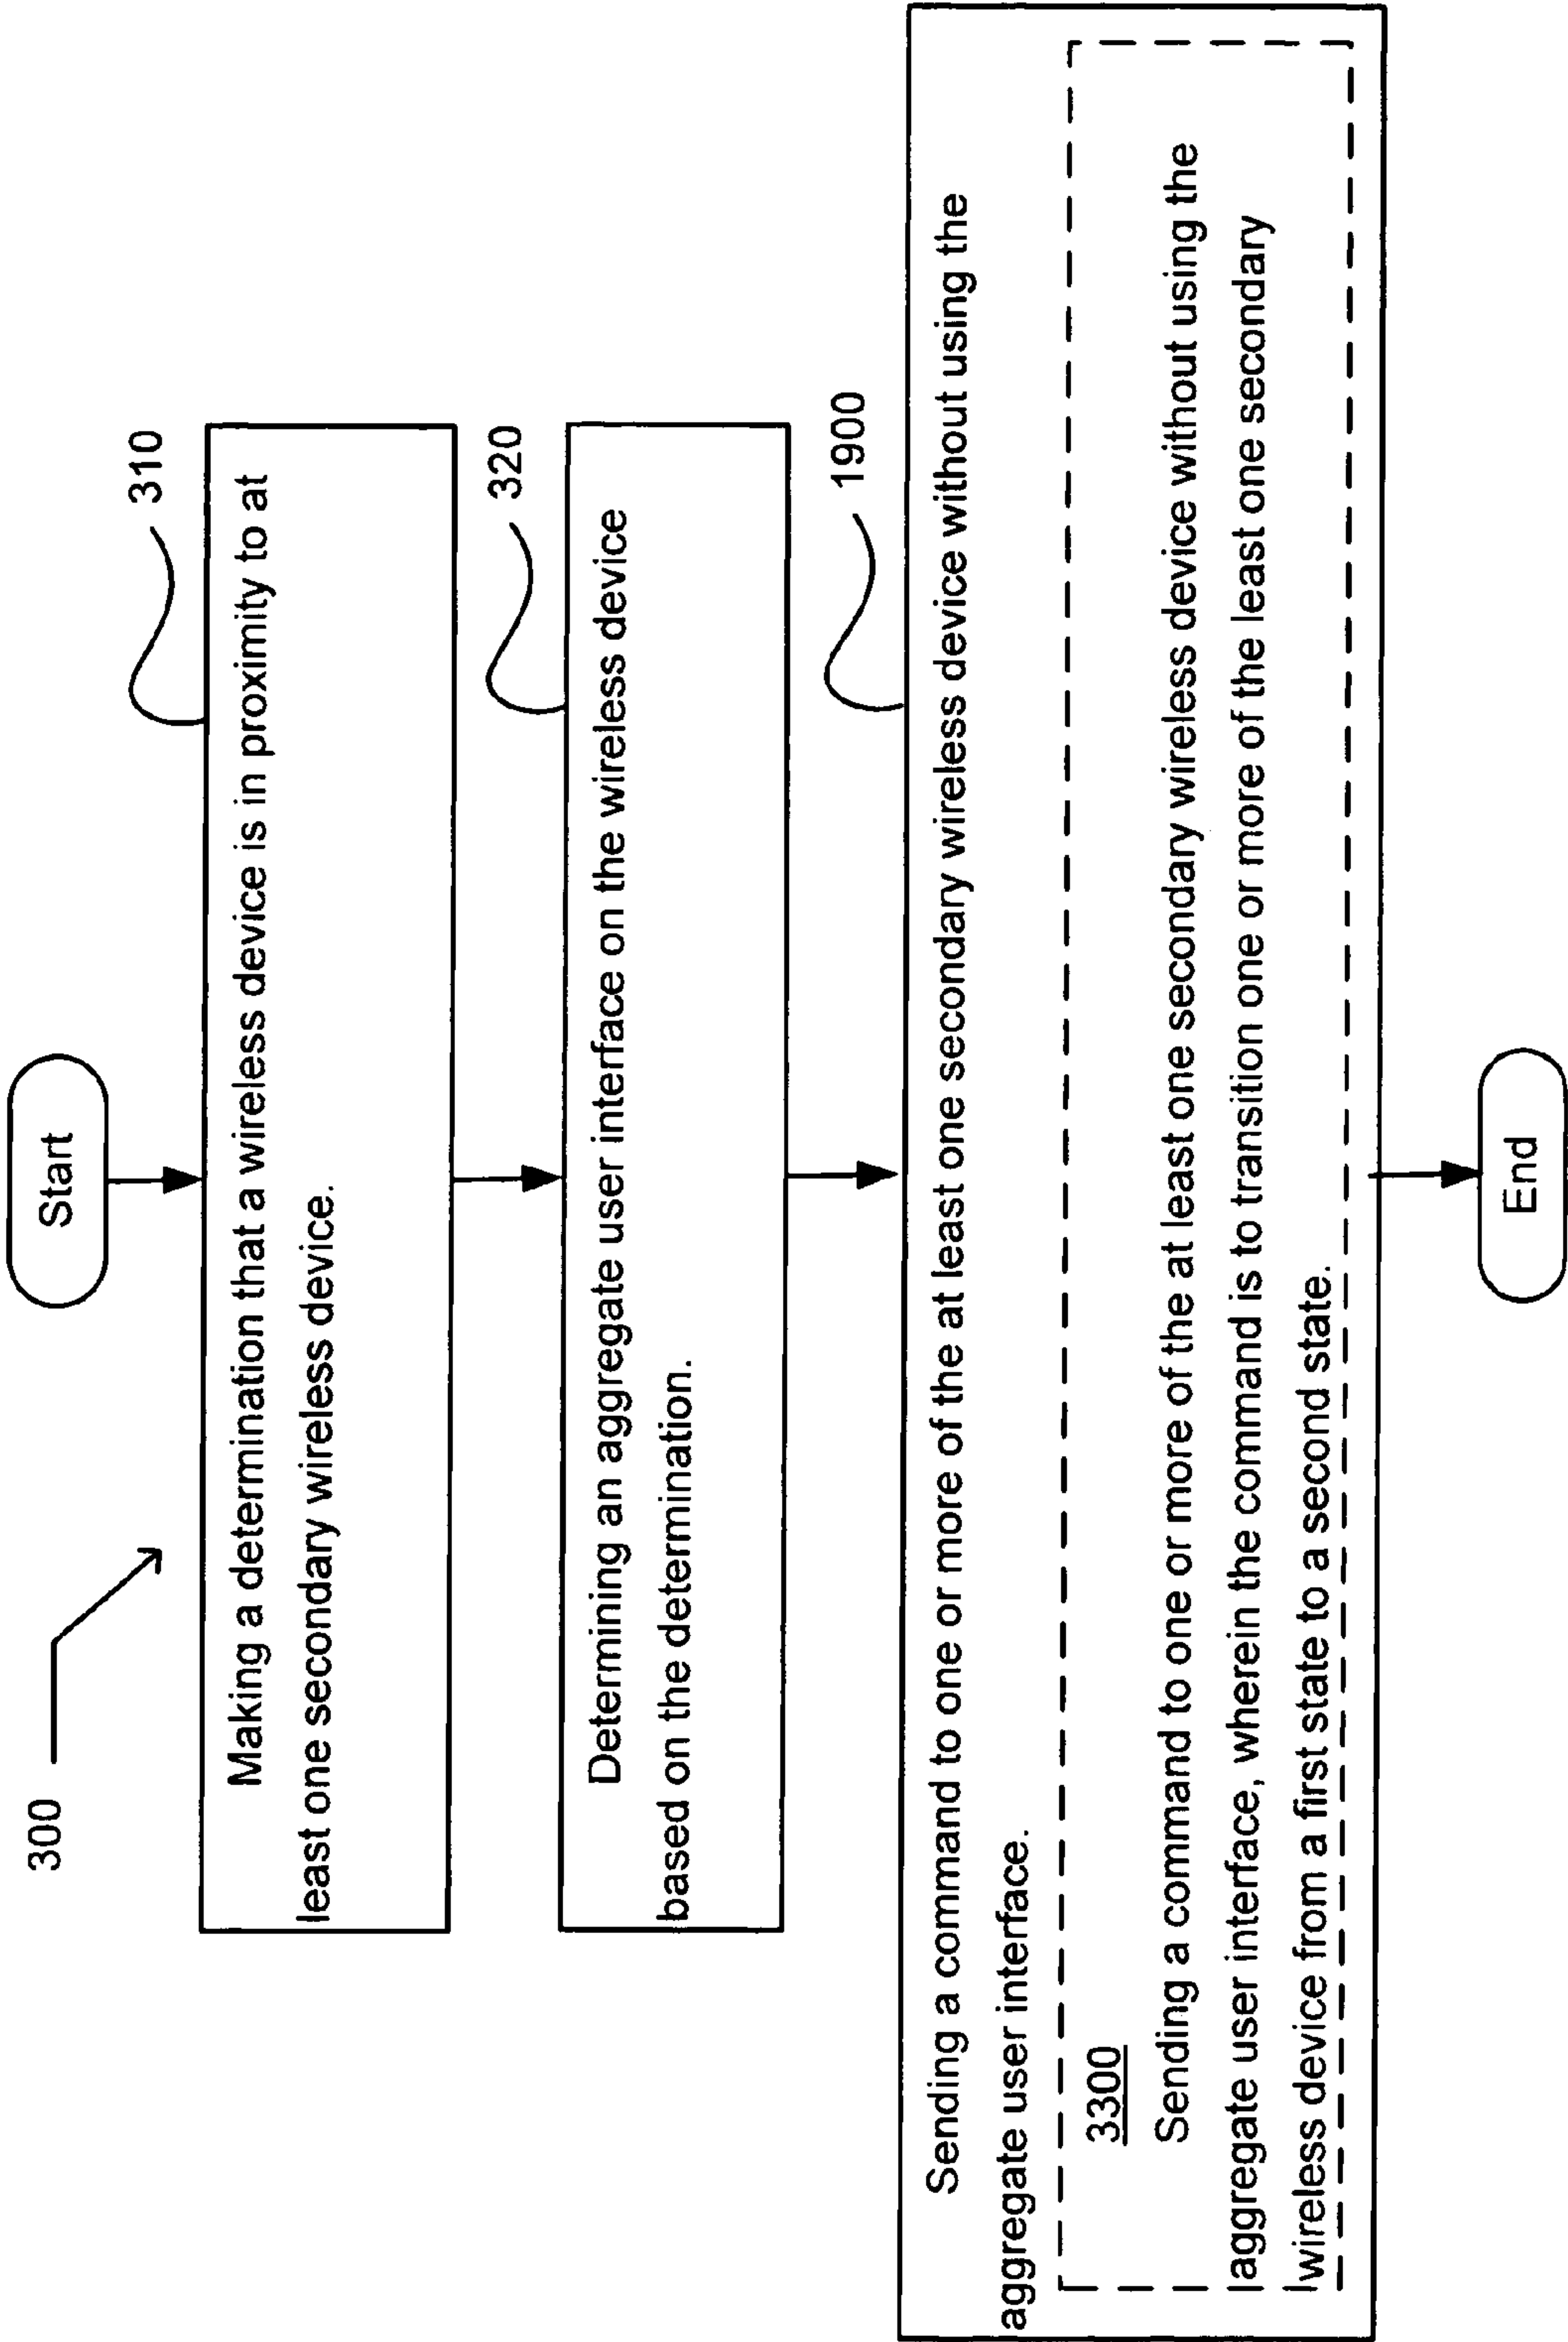 300
Start
310
Making a determination that a wireless device is in proximity to at
least one secondary wireless device.
320
Determining an aggregate user interface on the wireless device
based on the determination.
1900
Sending a command to one or more of the at least one secondary wireless device without using the
aggregate user interface.
3300
Sending a command to one or more of the at least one secondary wireless device without using the
aggregate user interface, wherein the command is to transition one or more of the least one secondary
wireless device from a first state to a second state.
End